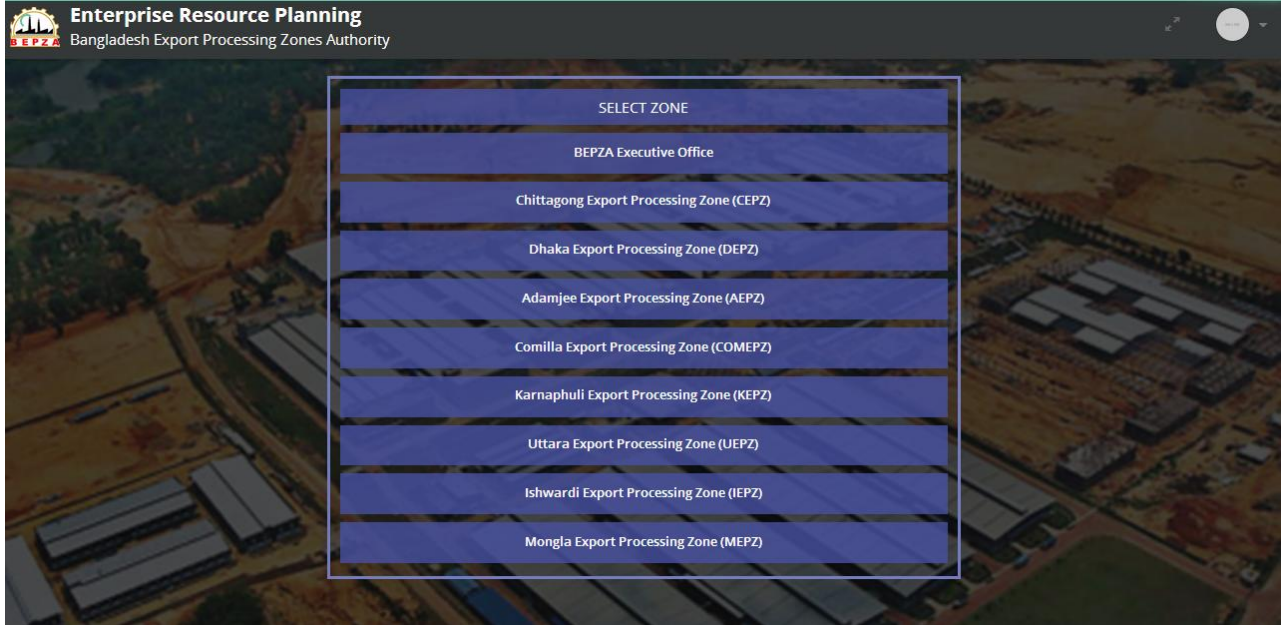 Enterprise Resource Planning
Bangladesh Export Processing Zones Authority
BEPZA
SELECT ZONE
BEPZA Executive Office
Chittagong Export Processing Zone (CEPZ)
Dhaka Export Processing Zone (DEPZ)
Adamjee Export Processing Zone (AEPZ)
Comilla Export Processing Zone (COMEPZ)
Karnaphuli Export Processing Zone (KEPZ)
Uttara Export Processing Zone (UEPZ)
Ishwardi Export Processing Zone (IEPZ)
Mongla Export Processing Zone (MEPZ)